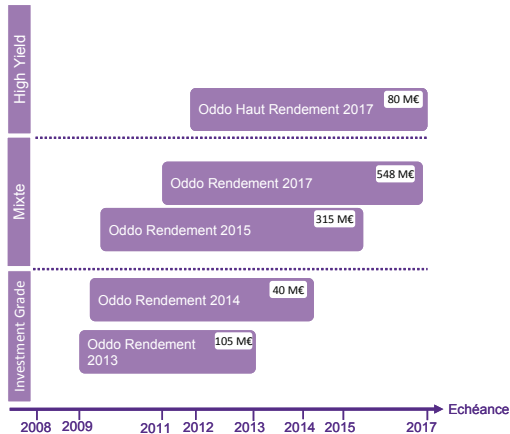 High Yield
80 M€
Oddo Haut Rendement 2017
Mixte
548 M€
Oddo Rendement 2017
315 M€
Oddo Rendement 2015
Investment Grade
40 M€
Oddo Rendement 2014
105 M€
Oddo Rendement
2013
Echéance
2008 2009 2011 2012 2013 2014 2015 2017